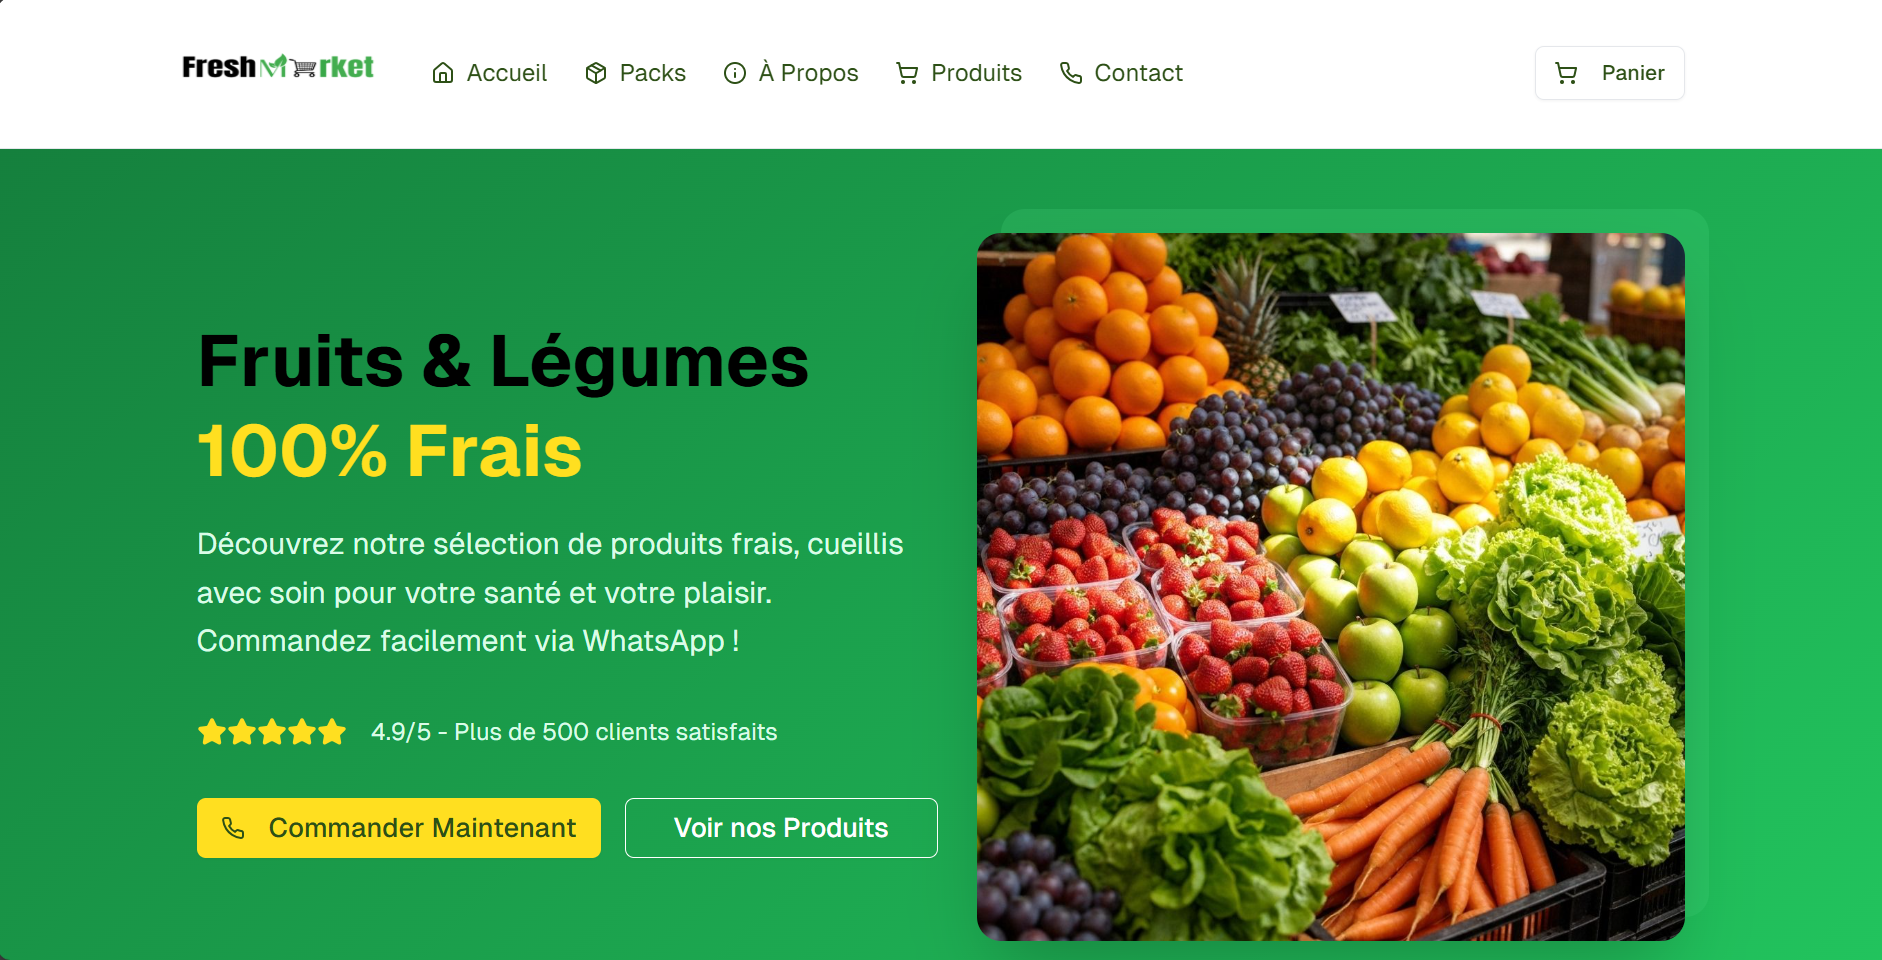 FreshMarket
Accueil
Packs
À Propos
Produits
Contact
Panier
Fruits & Légumes
100% Frais
Découvrez notre sélection de produits frais, cueillis
avec soin pour votre santé et votre plaisir.
Commandez facilement via WhatsApp !
4.9/5 - Plus de 500 clients satisfaits
Commander Maintenant
Voir nos Produits